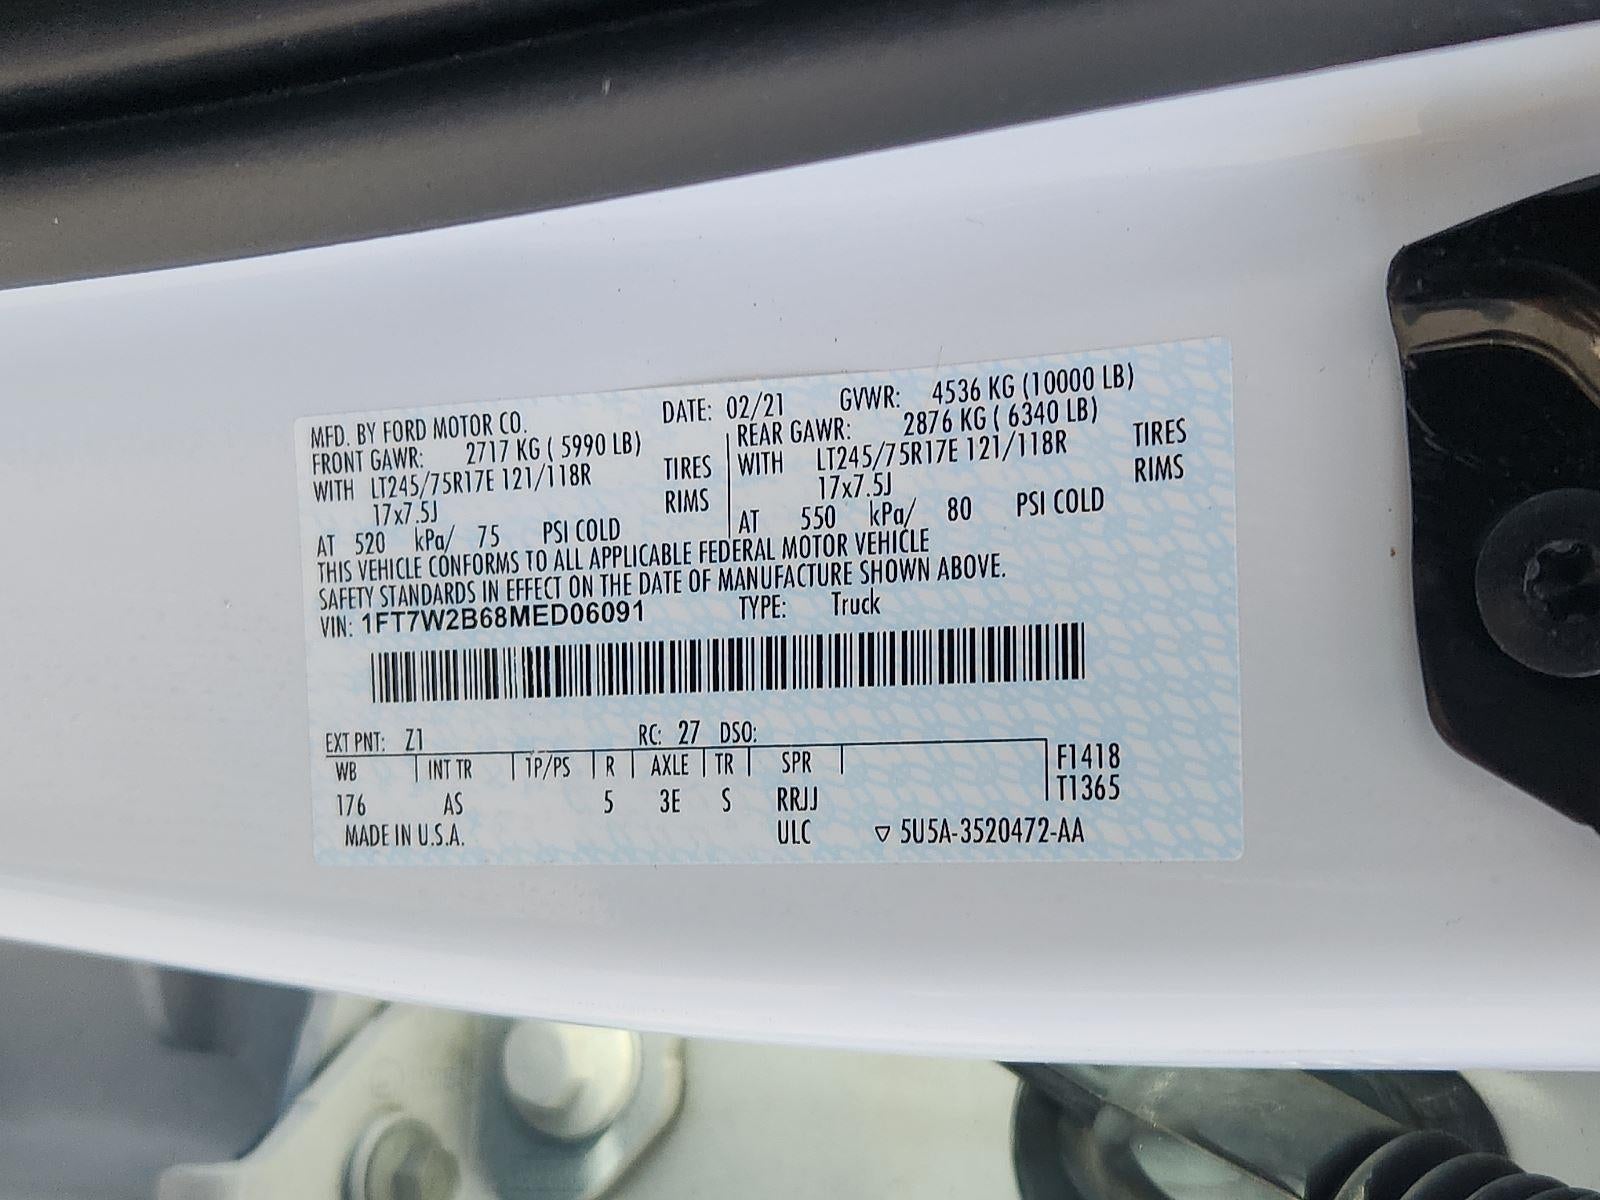 MFD. BY FORD MOTOR CO. DATE: 02/21 GVWR: 4536 KG (10000 LB)
FRONT GAWR: 2717 KG ( 5990 LB) REAR GAWR: 2876 KG ( 6340 LB)
WITH LT245/75R17E 121/118R TIRES WITH LT245/75R17E 121/118R TIRES
17x7.5J RIMS 17x7.5J RIMS
AT 520 kPa/ 75 PSI COLD AT 550 kPa/ 80 PSI COLD
THIS VEHICLE CONFORMS TO ALL APPLICABLE FEDERAL MOTOR VEHICLE
SAFETY STANDARDS IN EFFECT ON THE DATE OF MANUFACTURE SHOWN ABOVE.
VIN: 1FT7W2B68MED06091 TYPE: Truck
EXT PNT: Z1 RC: 27 DSO:
WB INT TR TP/PS R AXLE TR SPR F1418
176 AS 5 3E S RRJJ T1365
MADE IN U.S.A. ULC ▽ 5U5A-3520472-AA